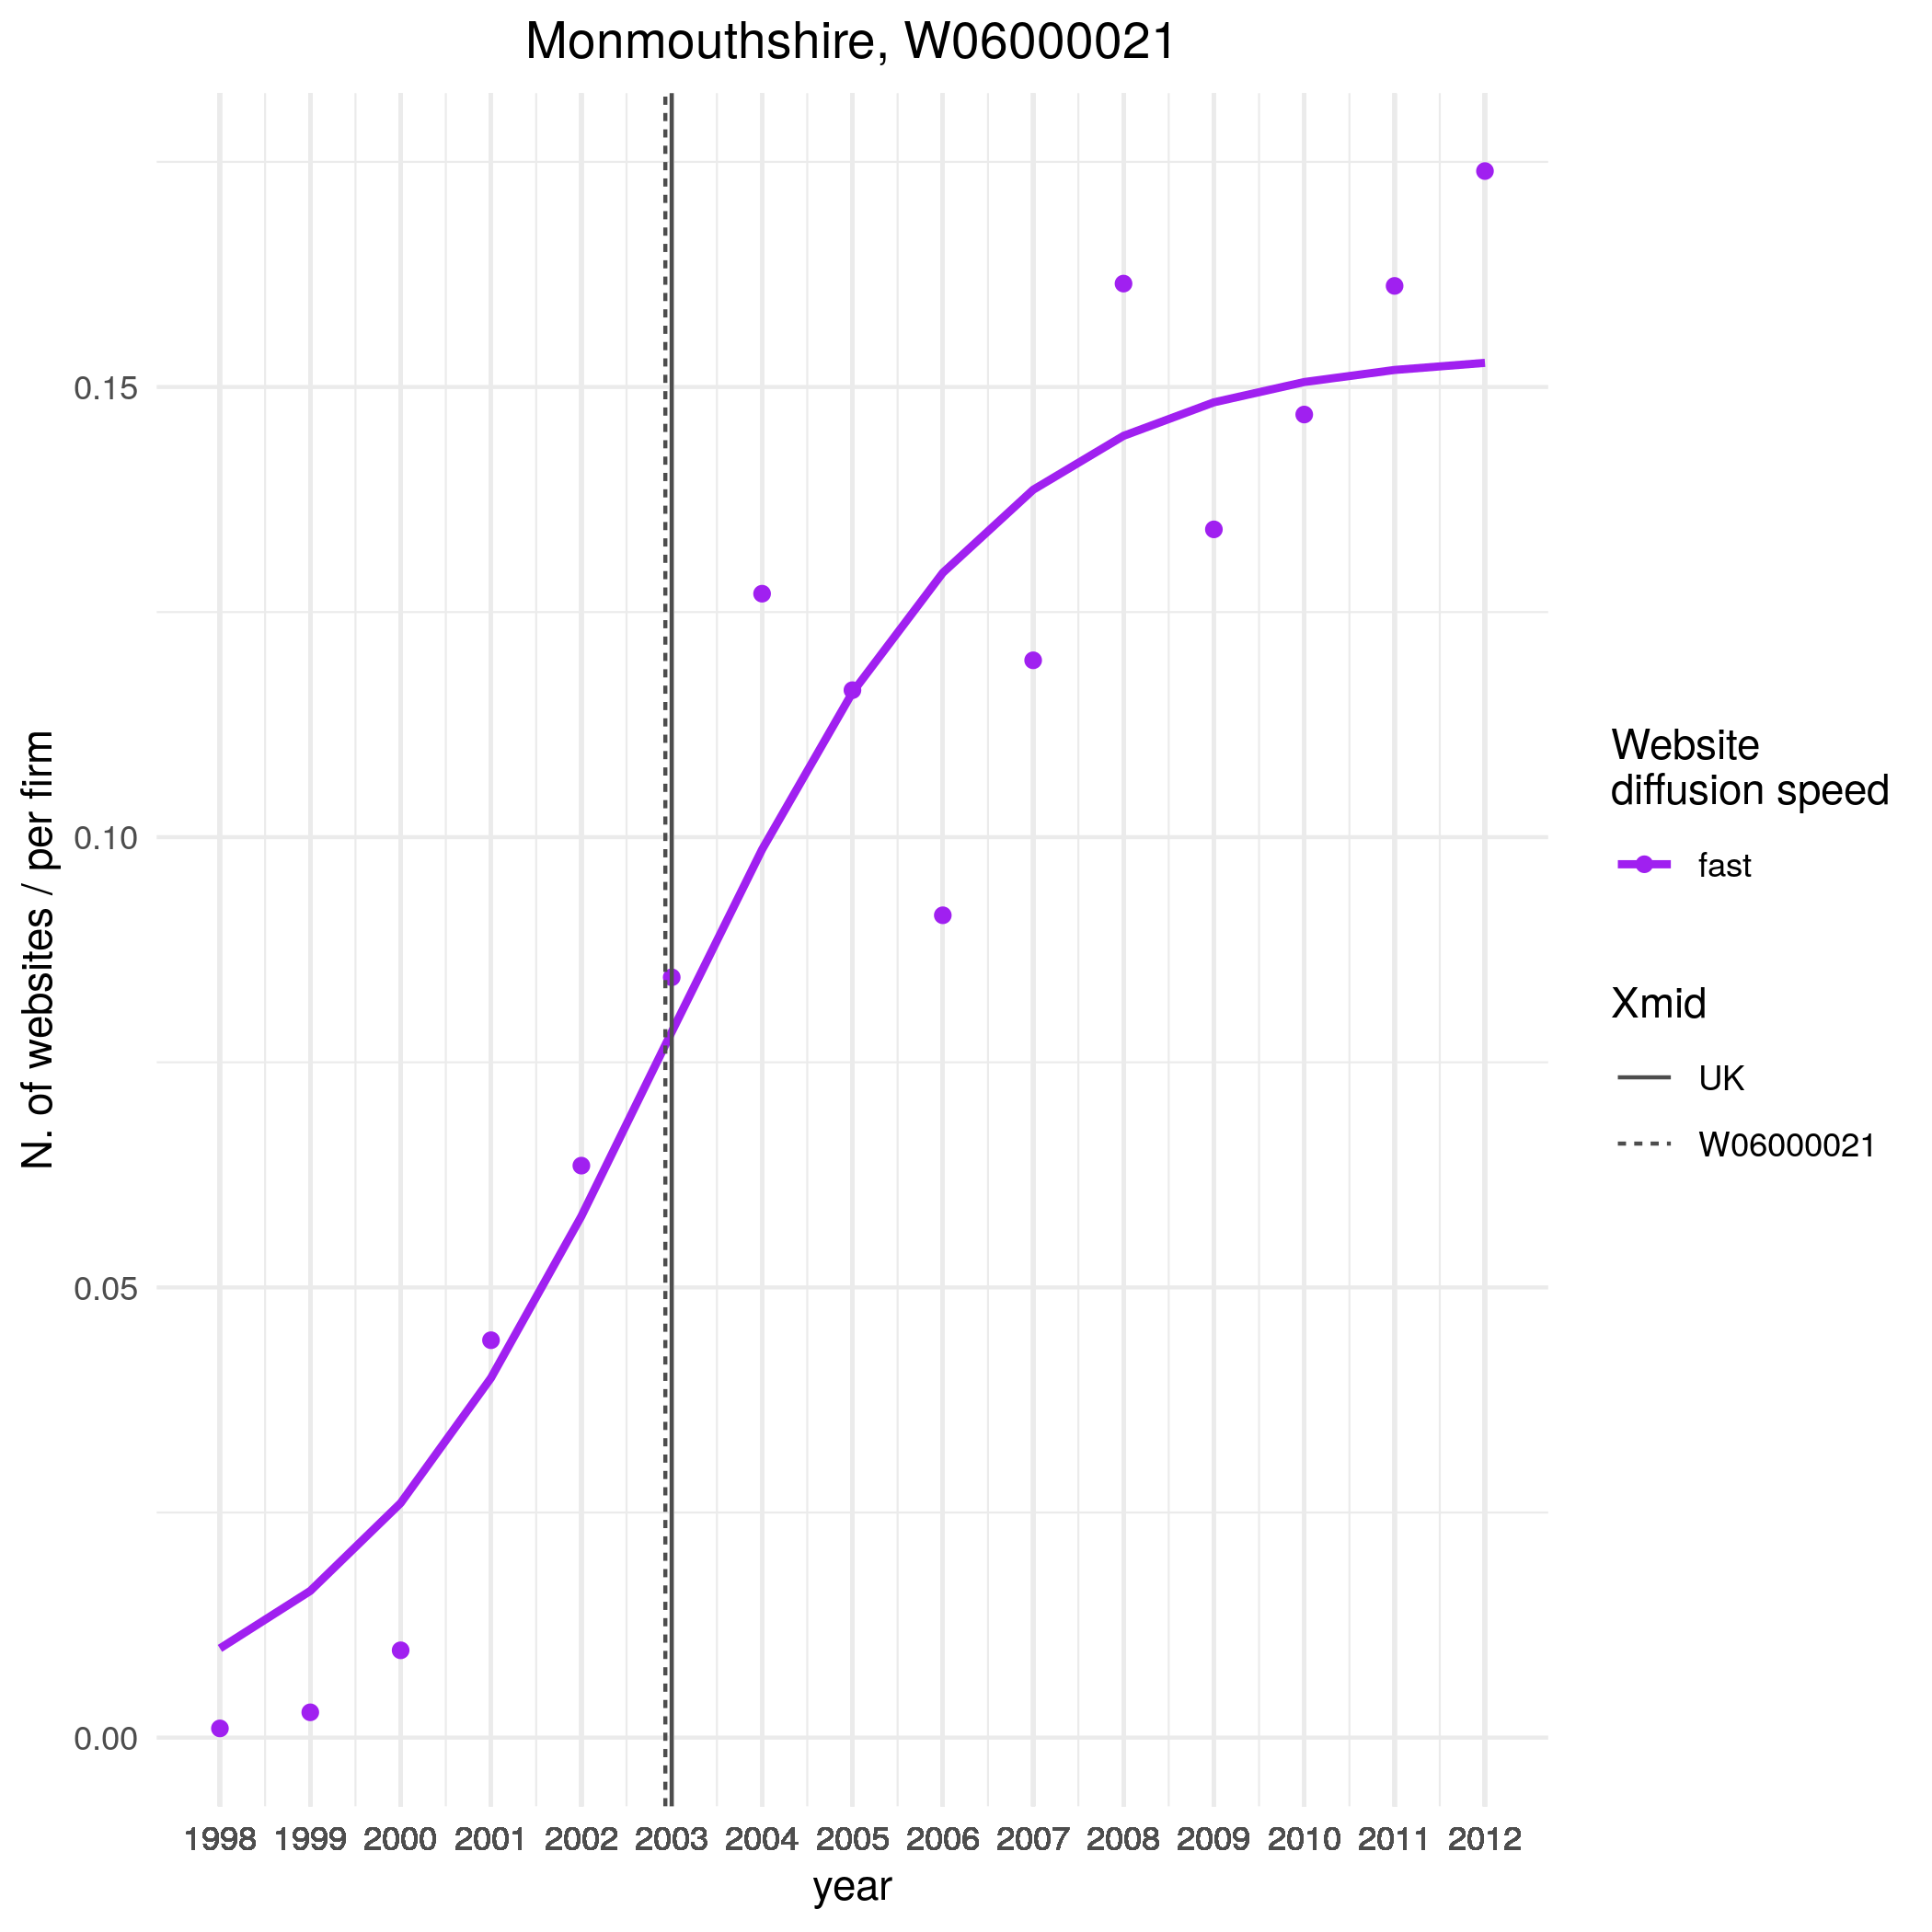 Monmouthshire, W06000021
N. of websites / per firm
0.15
0.10
0.05
0.00
1998 1999 2000 2001 2002 2003 2004 2005 2006 2007 2008 2009 2010 2011 2012
year
Website
diffusion speed
fast
Xmid
UK
W06000021